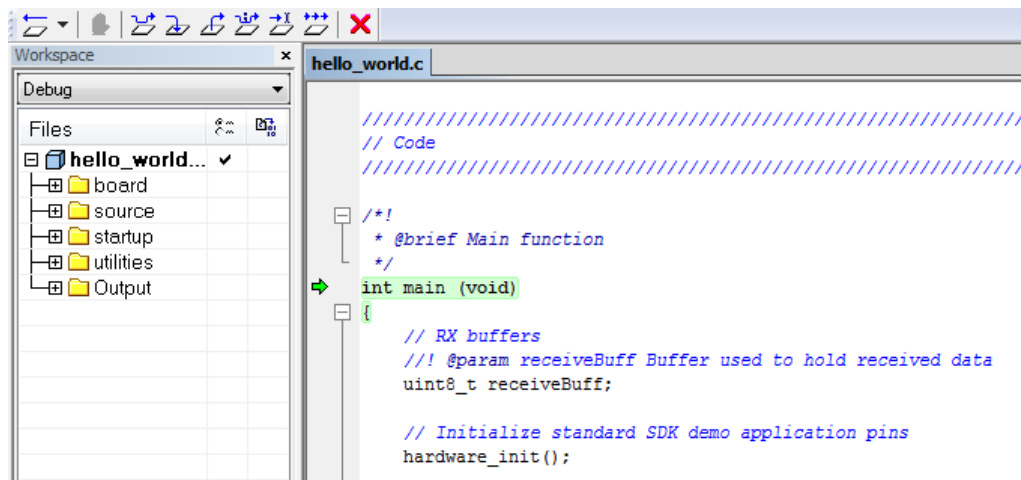 Workspace
Debug
Files
hello_world...
board
source
startup
utilities
Output
hello_world.c
////////////////////////////////////////////////////////////////
// Code
////////////////////////////////////////////////////////////////
/*!
* @brief Main function
*/
int main (void)
{
// RX buffers
//! @param receiveBuff Buffer used to hold received data
uint8_t receiveBuff;
// Initialize standard SDK demo application pins
hardware_init();